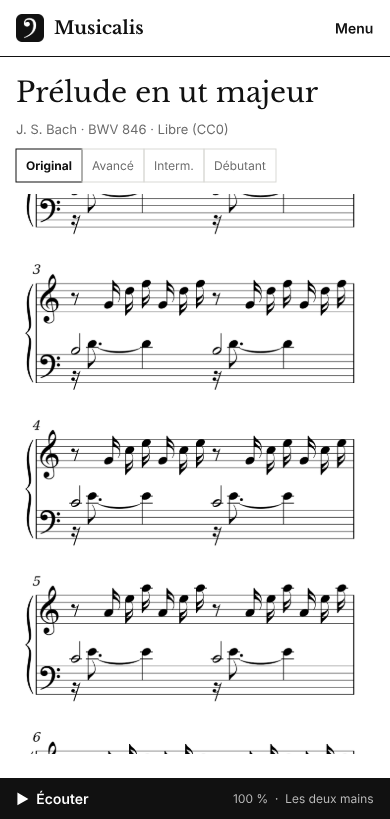 Musicalis
Menu
Prélude en ut majeur
J. S. Bach · BWV 846 · Libre (CC0)
Original
Avancé
Interm.
Débutant
3
4
5
6
Écouter
100 % · Les deux mains